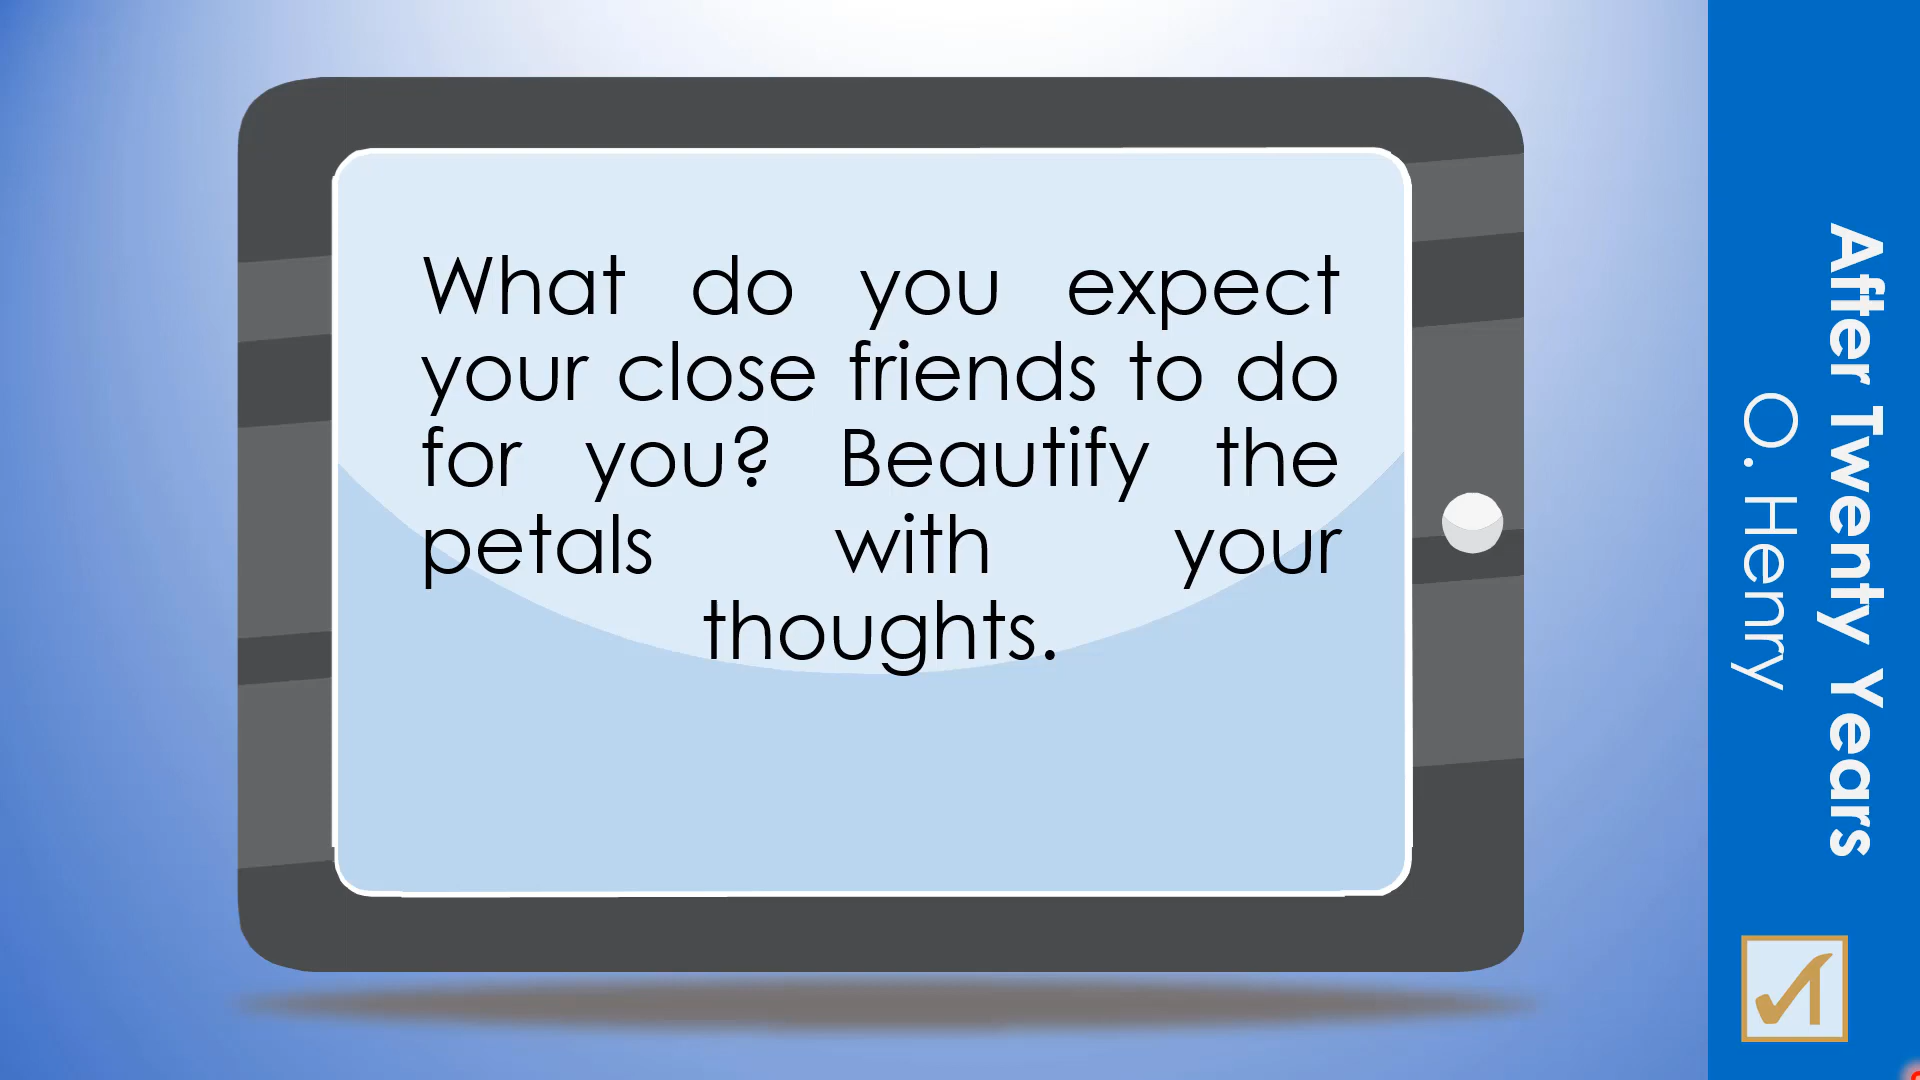 What do you expect
your close friends to do
for you? Beautify the
petals with your
thoughts.
After Twenty Years
O. Henry